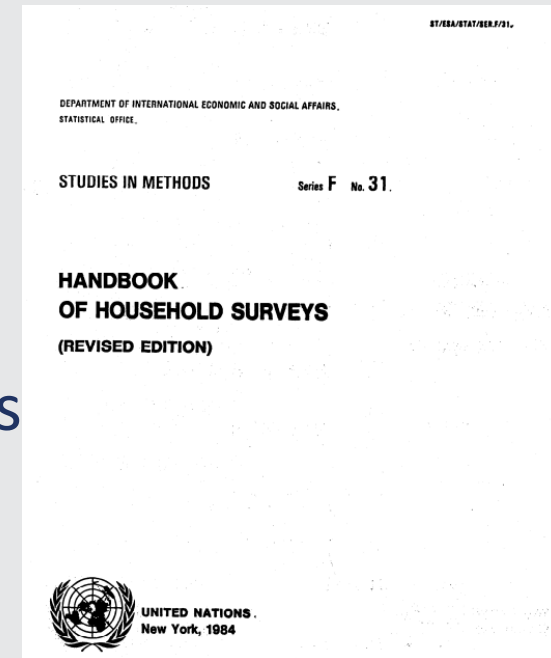 ST/ESA/STAT/SER.F/31.
DEPARTMENT OF INTERNATIONAL ECONOMIC AND SOCIAL AFFAIRS.
STATISTICAL OFFICE.
STUDIES IN METHODS Series F No. 31.
HANDBOOK
OF HOUSEHOLD SURVEYS
(REVISED EDITION)
s
UNITED NATIONS.
New York, 1984